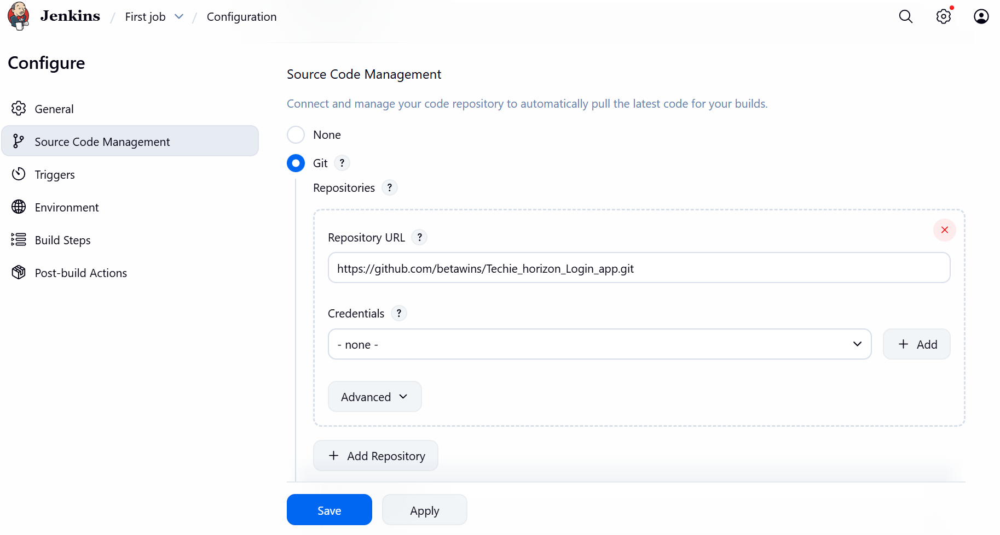 Jenkins / First job / Configuration
Configure
General
Source Code Management
Triggers
Environment
Build Steps
Post-build Actions
Source Code Management
Connect and manage your code repository to automatically pull the latest code for your builds.
None
Git ?
Repositories ?
Repository URL ?
https://github.com/betawins/Techie_horizon_Login_app.git
Credentials ?
- none -
+ Add
Advanced
+ Add Repository
Save
Apply